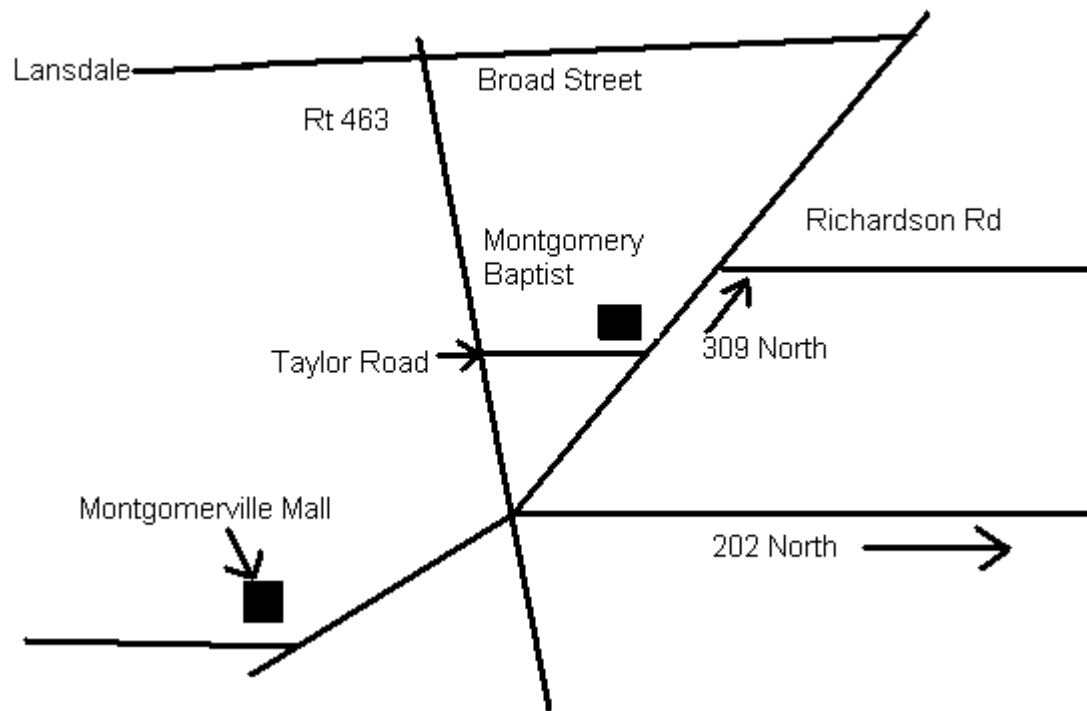 Lansdale
Broad Street
Rt 463
Richardson Rd
Montgomery
Baptist
309 North
Taylor Road
Montgomerville Mall
202 North